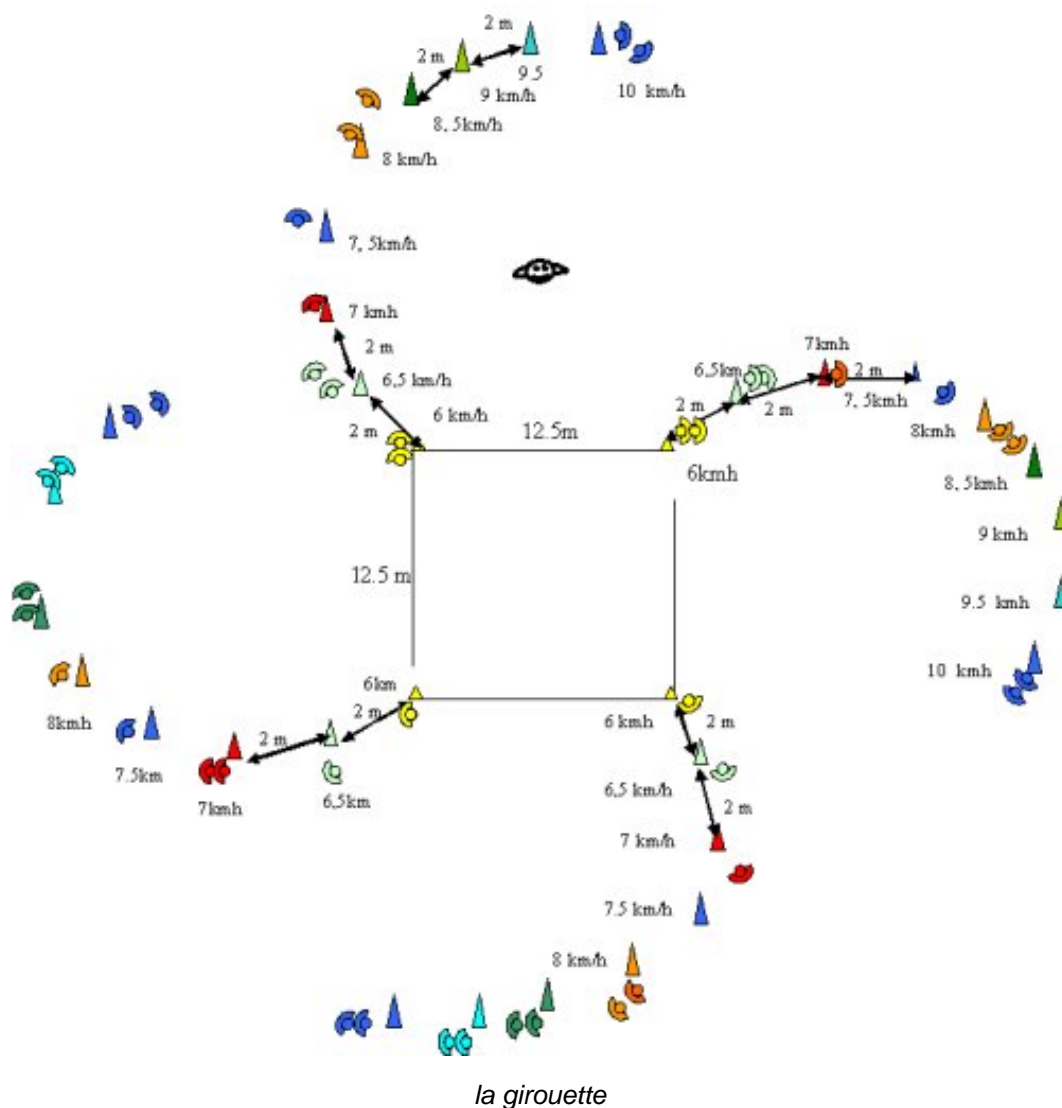 2 m
2 m
9.5
9 km/h
10 km/h
8, 5km/h
8 km/h
7, 5km/h
7 kmh
2 m
6,5 km/h
6 km/h
2 m
12.5m
7kmh
6,5km
2 m
2 m
2 m
7, 5kmh
8kmh
6kmh
8, 5kmh
9 kmh
9.5 kmh
10 kmh
12.5 m
6km
2 m
2 m
8kmh
7.5km
7kmh
6,5km
6 kmh
2 m
6,5 km/h
2 m
7 km/h
7.5 km/h
8 km/h
la girouette